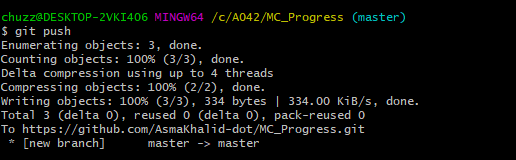 chuzz@DESKTOP-2VKI4O6 MINGW64 /c/AO42/MC_Progress (master)
$ git push
Enumerating objects: 3, done.
Counting objects: 100% (3/3), done.
Delta compression using up to 4 threads
Compressing objects: 100% (2/2), done.
Writing objects: 100% (3/3), 334 bytes | 334.00 KiB/s, done.
Total 3 (delta 0), reused 0 (delta 0), pack-reused 0
To https://github.com/AsmaKhalid-dot/MC_Progress.git
 * [new branch]      master -> master